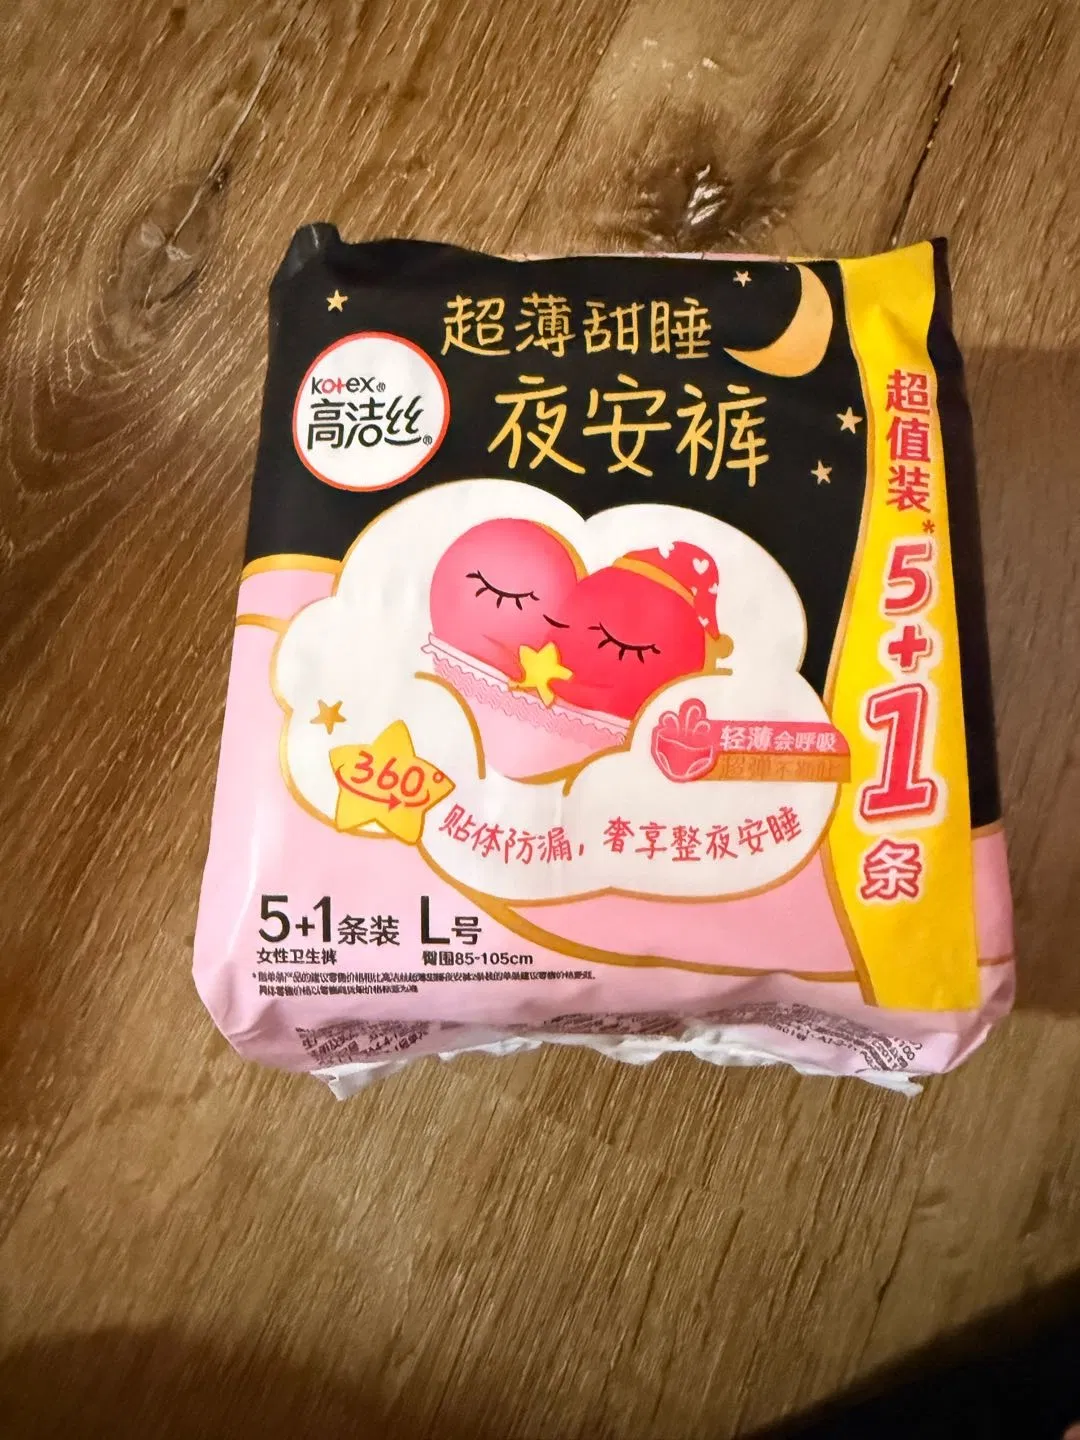 超薄甜睡
夜安裤
Kotex®
高洁丝®
超值装*
5+1条
360°
轻薄会呼吸
贴体防漏,奢享整夜安睡
5+1条装 L号
女性卫生裤 臀围85-105cm